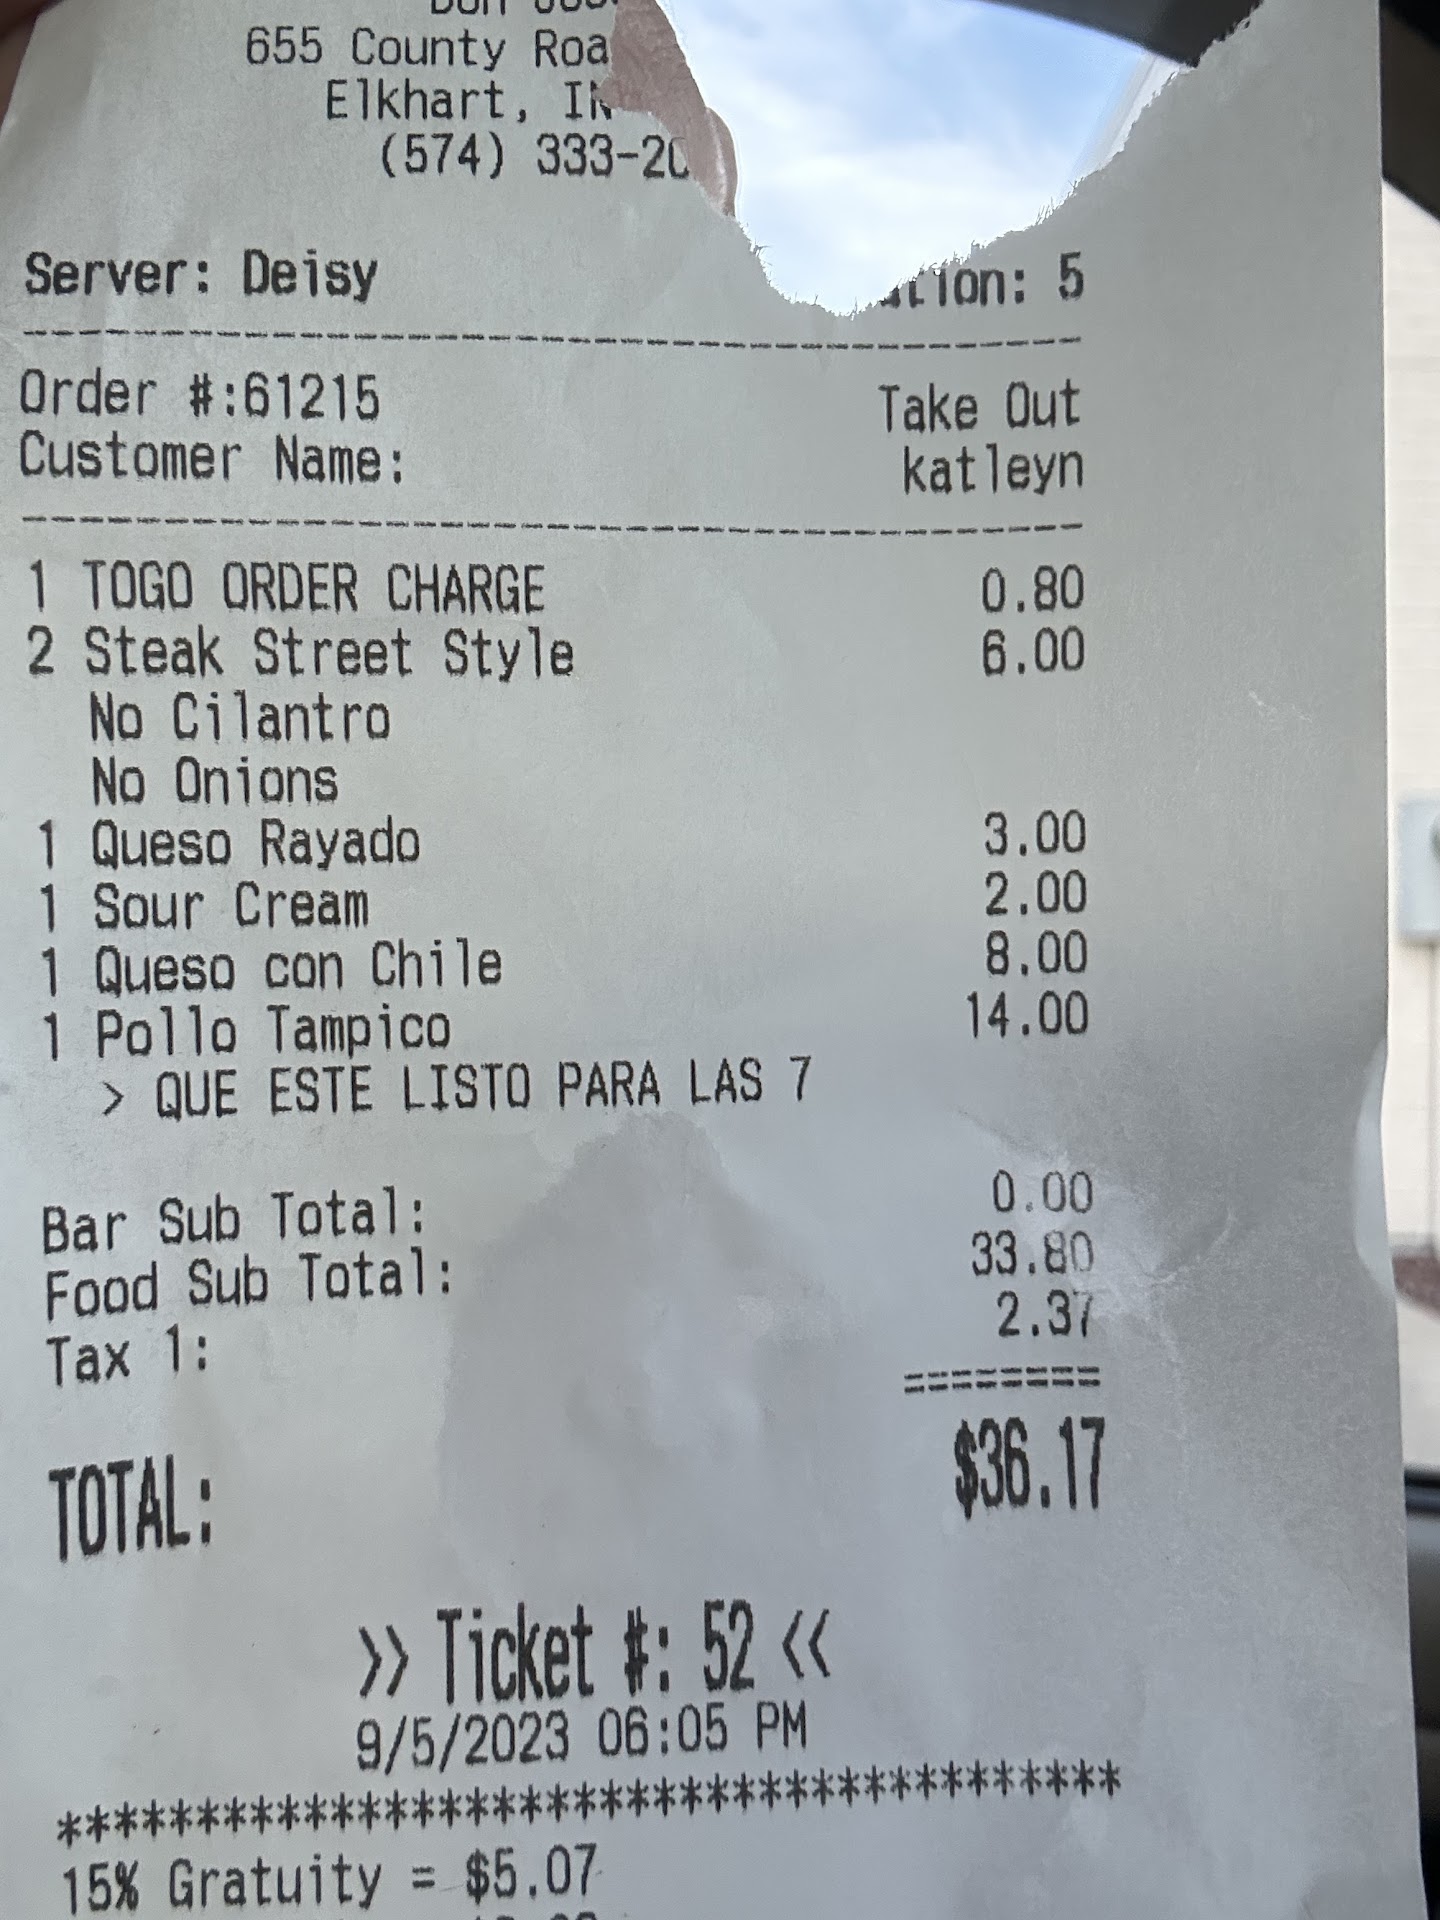 655 County
Elkhart,
(574) 333-
Server: Deisy 5
Order #:61215 Take Out
Customer Name: katleyn
1 TOGO ORDER CHARGE 0.80
2 Steak Street Style 6.00
No Cilantro
No Onions
1 Queso Rayado 3.00
1 Sour Cream 2.00
1 Queso con Chile 8.00
1 Pollo Tampico 14.00
> QUE ESTE LISTO PARA LAS 7
Bar Sub Total: 0.00
Food Sub Total: 33.80
Tax 1: 2.37
========
TOTAL: $36.17
>> Ticket #: 52 <<
9/5/2023 06:05 PM
***************************************
15% Gratuity = $5.07